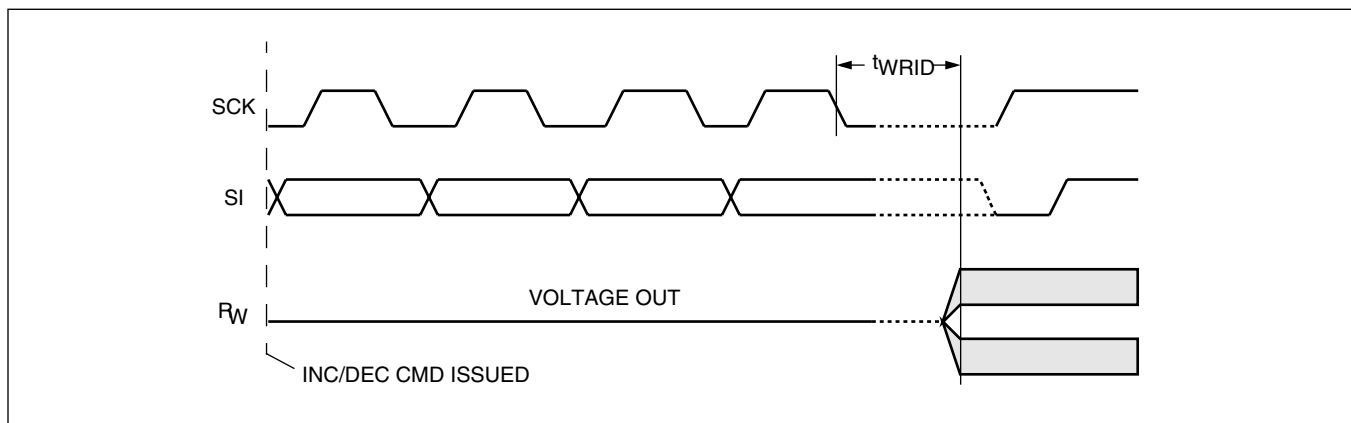 tWRID
SCK
SI
RW
VOLTAGE OUT
INC/DEC CMD ISSUED